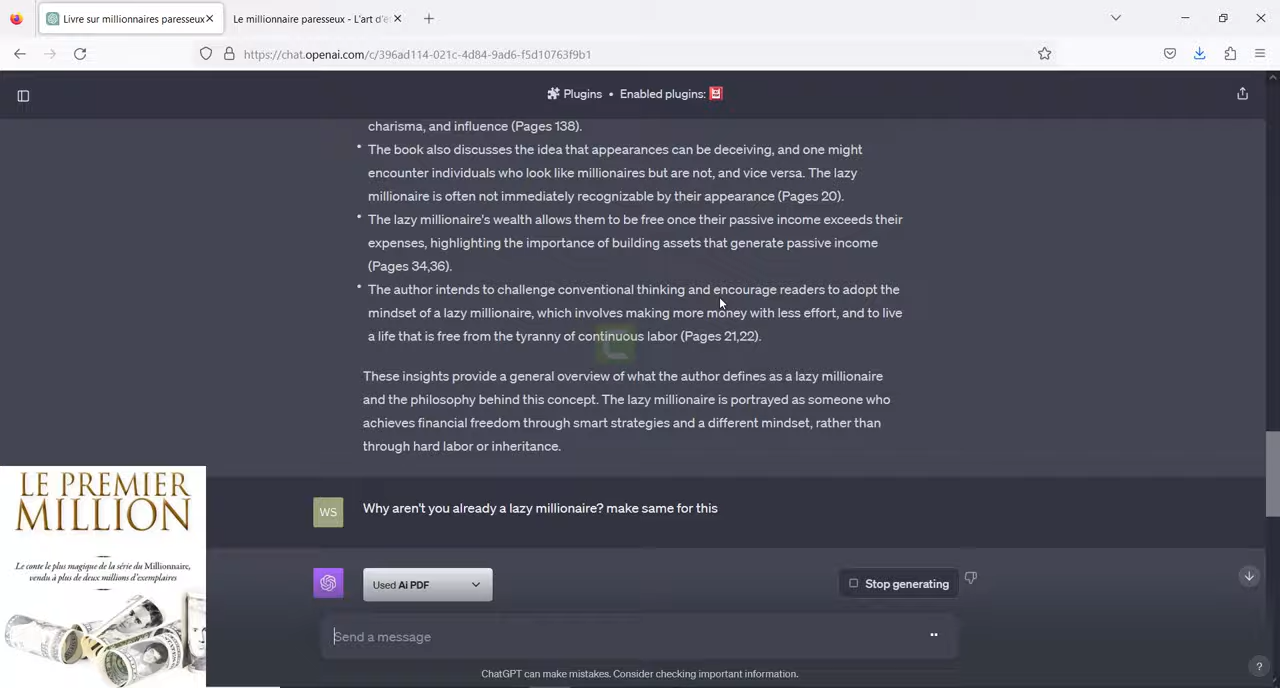 Livre sur millionnaires paresseux
Le millionnaire paresseux - L'art d'ê
https://chat.openai.com/c/396ad114-021c-4d84-9ad6-f5d10763f9b1
Plugins • Enabled plugins:
charisma, and influence (Pages 138).
• The book also discusses the idea that appearances can be deceiving, and one might
encounter individuals who look like millionaires but are not, and vice versa. The lazy
millionaire is often not immediately recognizable by their appearance (Pages 20).
• The lazy millionaire's wealth allows them to be free once their passive income exceeds their
expenses, highlighting the importance of building assets that generate passive income
(Pages 34,36).
• The author intends to challenge conventional thinking and encourage readers to adopt the
mindset of a lazy millionaire, which involves making more money with less effort, and to live
a life that is free from the tyranny of continuous labor (Pages 21,22).
These insights provide a general overview of what the author defines as a lazy millionaire
and the philosophy behind this concept. The lazy millionaire is portrayed as someone who
achieves financial freedom through smart strategies and a different mindset, rather than
through hard labor or inheritance.
WS
Why aren't you already a lazy millionaire? make same for this
Used Ai PDF
Stop generating
Send a message
ChatGPT can make mistakes. Consider checking important information.
?
LE PREMIER
MILLION
Le conte le plus magique de la série du Millionnaire,
vendu à plus de deux millions d'exemplaires